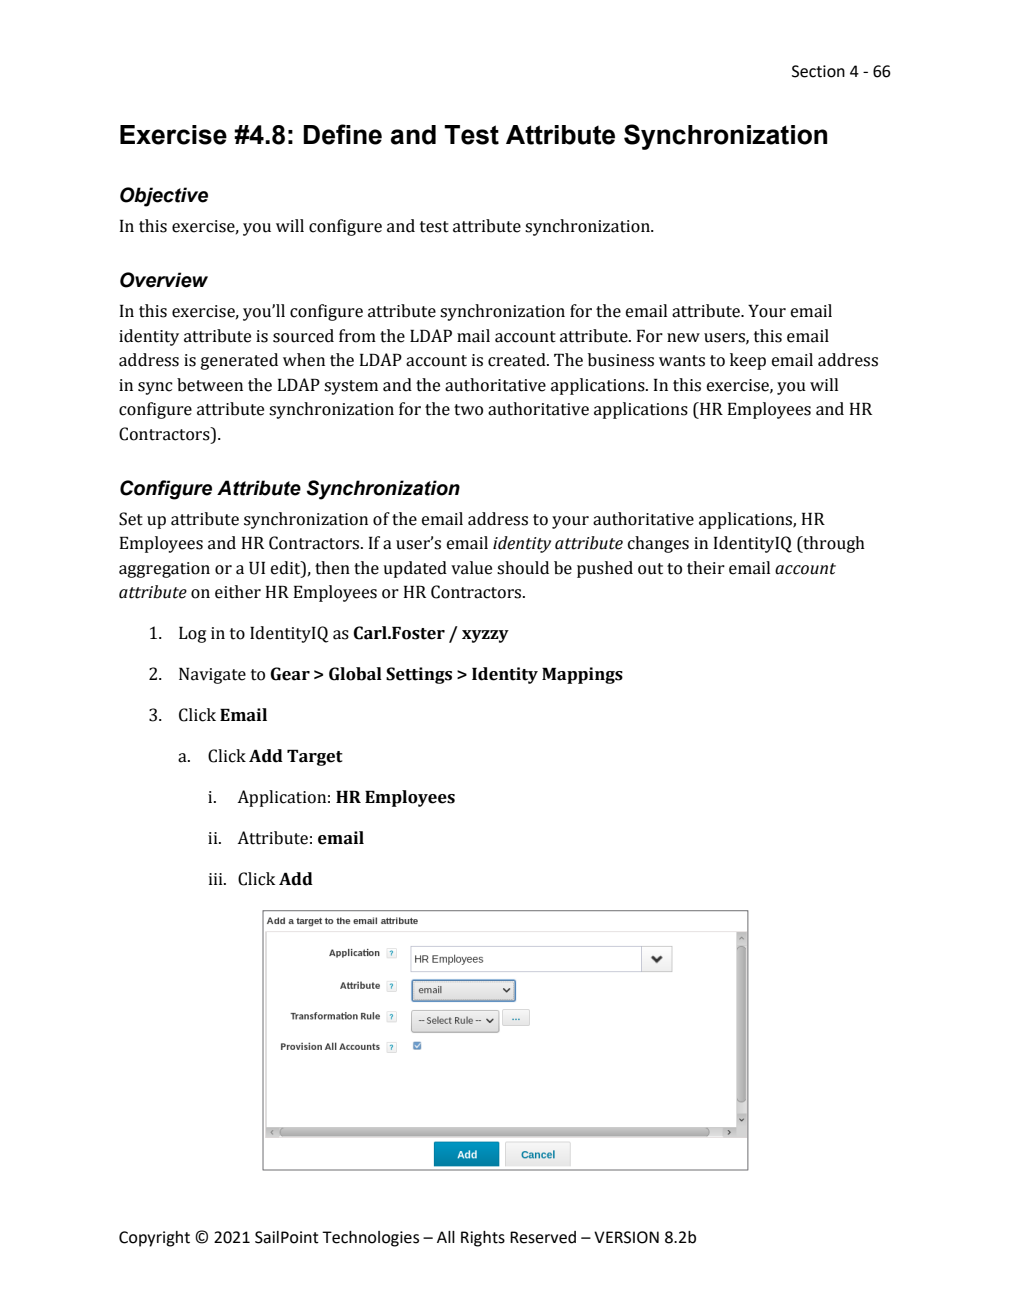 Section 4 - 66
Exercise #4.8: Define and Test Attribute Synchronization
Objective
In this exercise, you will configure and test attribute synchronization.
Overview
In this exercise, you’ll configure attribute synchronization for the email attribute. Your email
identity attribute is sourced from the LDAP mail account attribute. For new users, this email
address is generated when the LDAP account is created. The business wants to keep email address
in sync between the LDAP system and the authoritative applications. In this exercise, you will
configure attribute synchronization for the two authoritative applications (HR Employees and HR
Contractors).
Configure Attribute Synchronization
Set up attribute synchronization of the email address to your authoritative applications, HR
Employees and HR Contractors. If a user’s email identity attribute changes in IdentityIQ (through
aggregation or a UI edit), then the updated value should be pushed out to their email account
attribute on either HR Employees or HR Contractors.
1. Log in to IdentityIQ as Carl.Foster / xyzzy
2. Navigate to Gear > Global Settings > Identity Mappings
3. Click Email
a. Click Add Target
i. Application: HR Employees
ii. Attribute: email
iii. Click Add
Add a target to the email attribute
Application ? HR Employees
Attribute ? email
Transformation Rule ? -- Select Rule -- ...
Provision All Accounts ?
Add Cancel
Copyright © 2021 SailPoint Technologies – All Rights Reserved – VERSION 8.2b